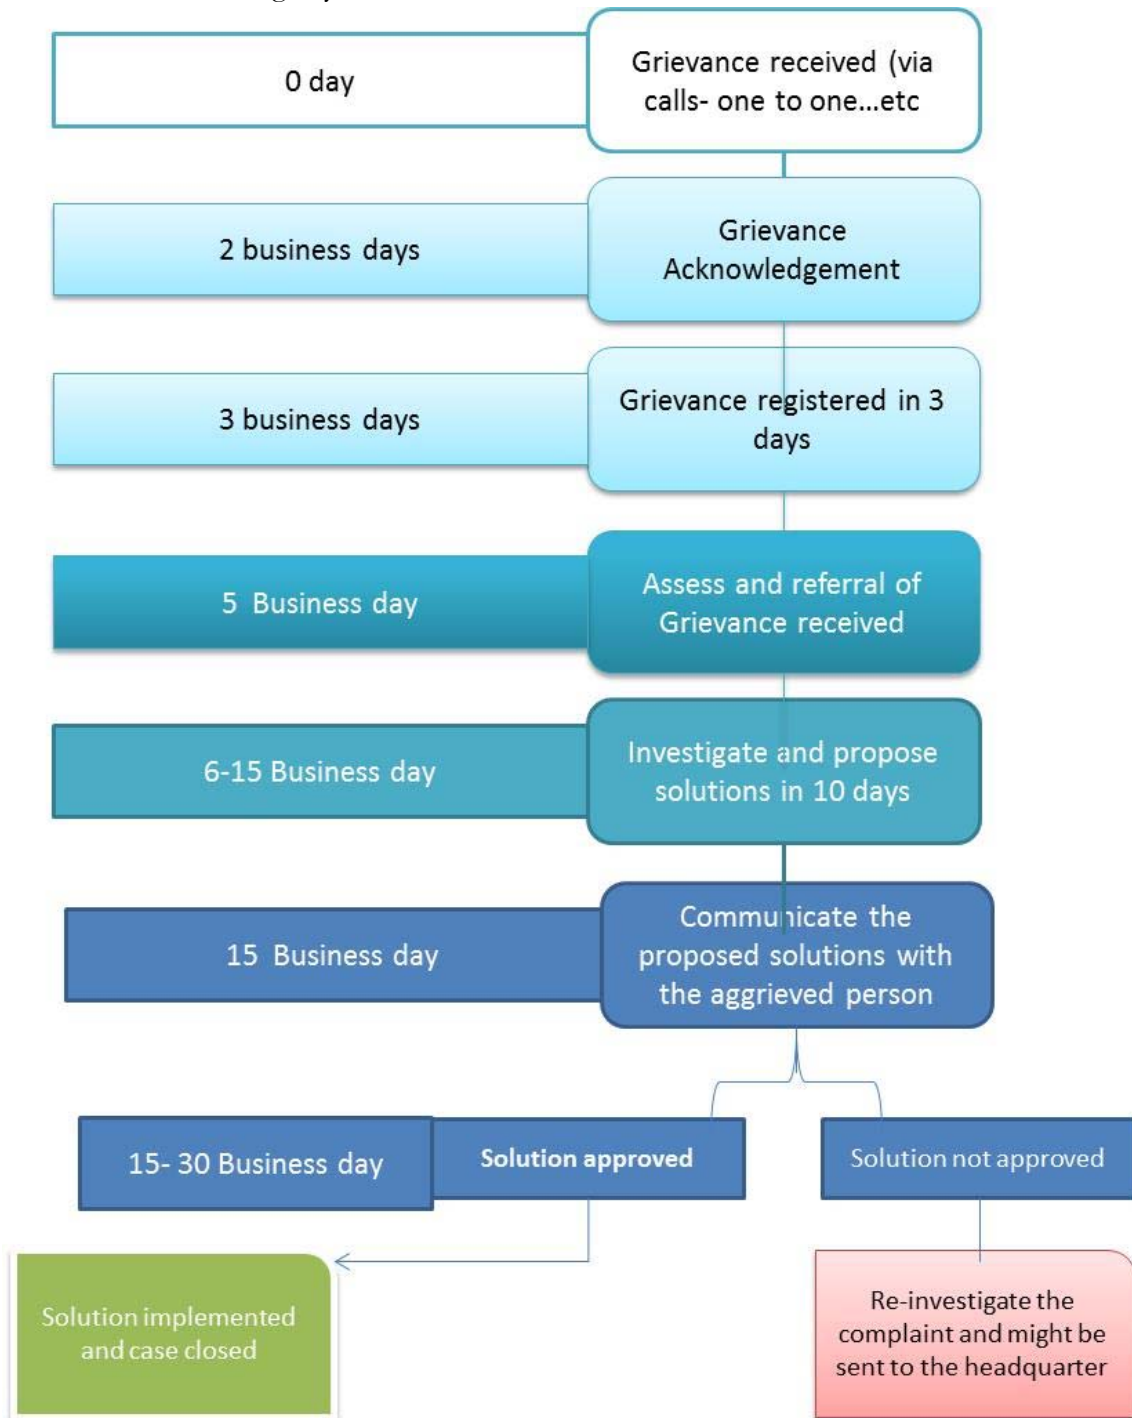 0 day
Grievance received (via
calls- one to one...etc
2 business days
Grievance
Acknowledgement
3 business days
Grievance registered in 3
days
5 Business day
Assess and referral of
Grievance received
6-15 Business day
Investigate and propose
solutions in 10 days
15 Business day
Communicate the
proposed solutions with
the aggrieved person
15- 30 Business day
Solution approved
Solution not approved
Solution implemented
and case closed
Re-investigate the
complaint and might be
sent to the headquarter